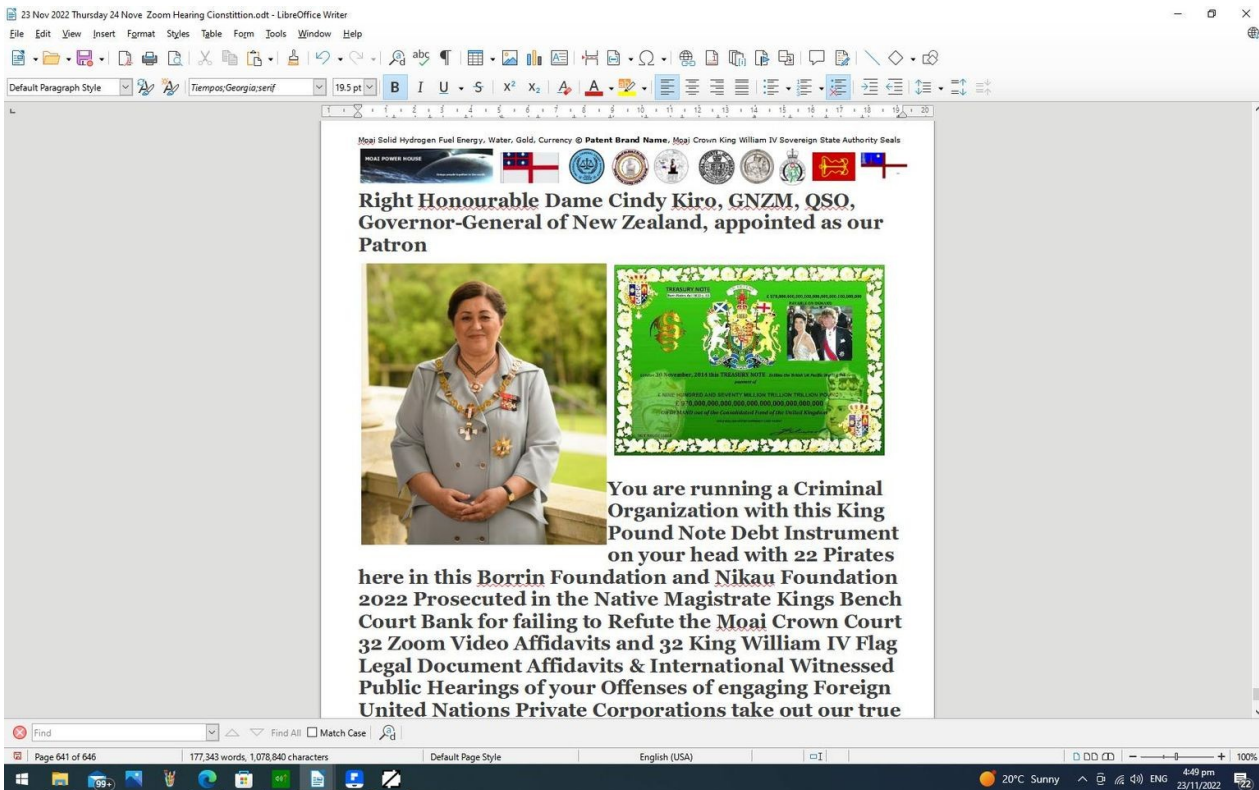 23 Nov 2022 Thursday 24 Nove Zoom Hearing Cionstittion.odt - LibreOffice Writer
File Edit View Insert Format Styles Table Form Tools Window Help
Default Paragraph Style
Tiempos;Georgia;serif
19.5 pt
Moai Solid Hydrogen Fuel Energy, Water, Gold, Currency © Patent Brand Name, Moai Crown King William IV Sovereign State Authority Seals
MOAI POWER HOUSE
Right Honourable Dame Cindy Kiro, GNZM, QSO,
Governor-General of New Zealand, appointed as our
Patron
TREASURY NOTE
You are running a Criminal
Organization with this King
Pound Note Debt Instrument
on your head with 22 Pirates
here in this Borrin Foundation and Nikau Foundation
2022 Prosecuted in the Native Magistrate Kings Bench
Court Bank for failing to Refute the Moai Crown Court
32 Zoom Video Affidavits and 32 King William IV Flag
Legal Document Affidavits & International Witnessed
Public Hearings of your Offenses of engaging Foreign
United Nations Private Corporations take out our true
Find
Find All
Match Case
Page 641 of 646
177,343 words, 1,078,840 characters
Default Page Style
English (USA)
100%
99+
20°C Sunny
ENG
4:49 pm
23/11/2022
22